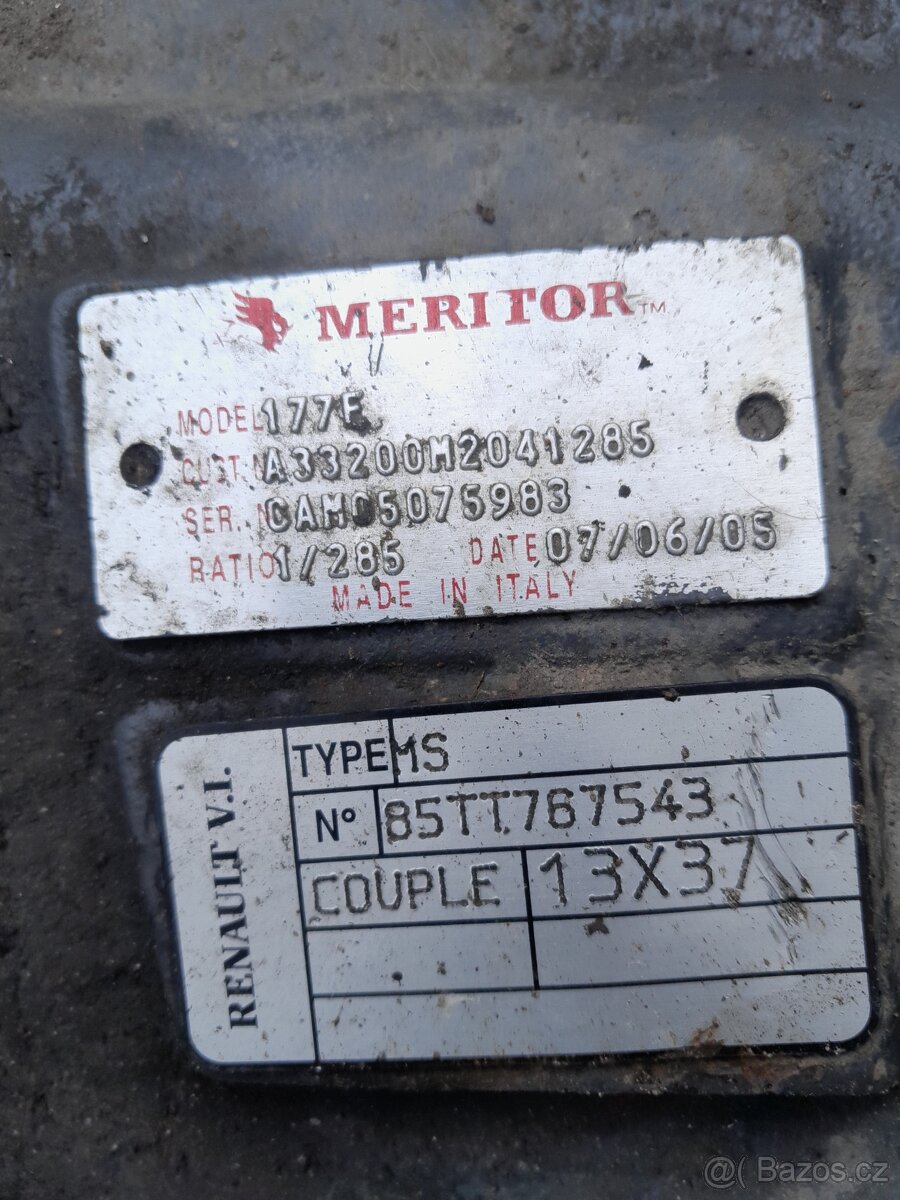 MERITOR™
MODEL 177E
CUST.N A33200M2041285
SER. N CAM05075983
RATIO 1/285 DATE 07/06/05
MADE IN ITALY
RENAULT V.I.
TYPE MS
N° 85TT767543
COUPLE 13X37
@( Bazos.cz